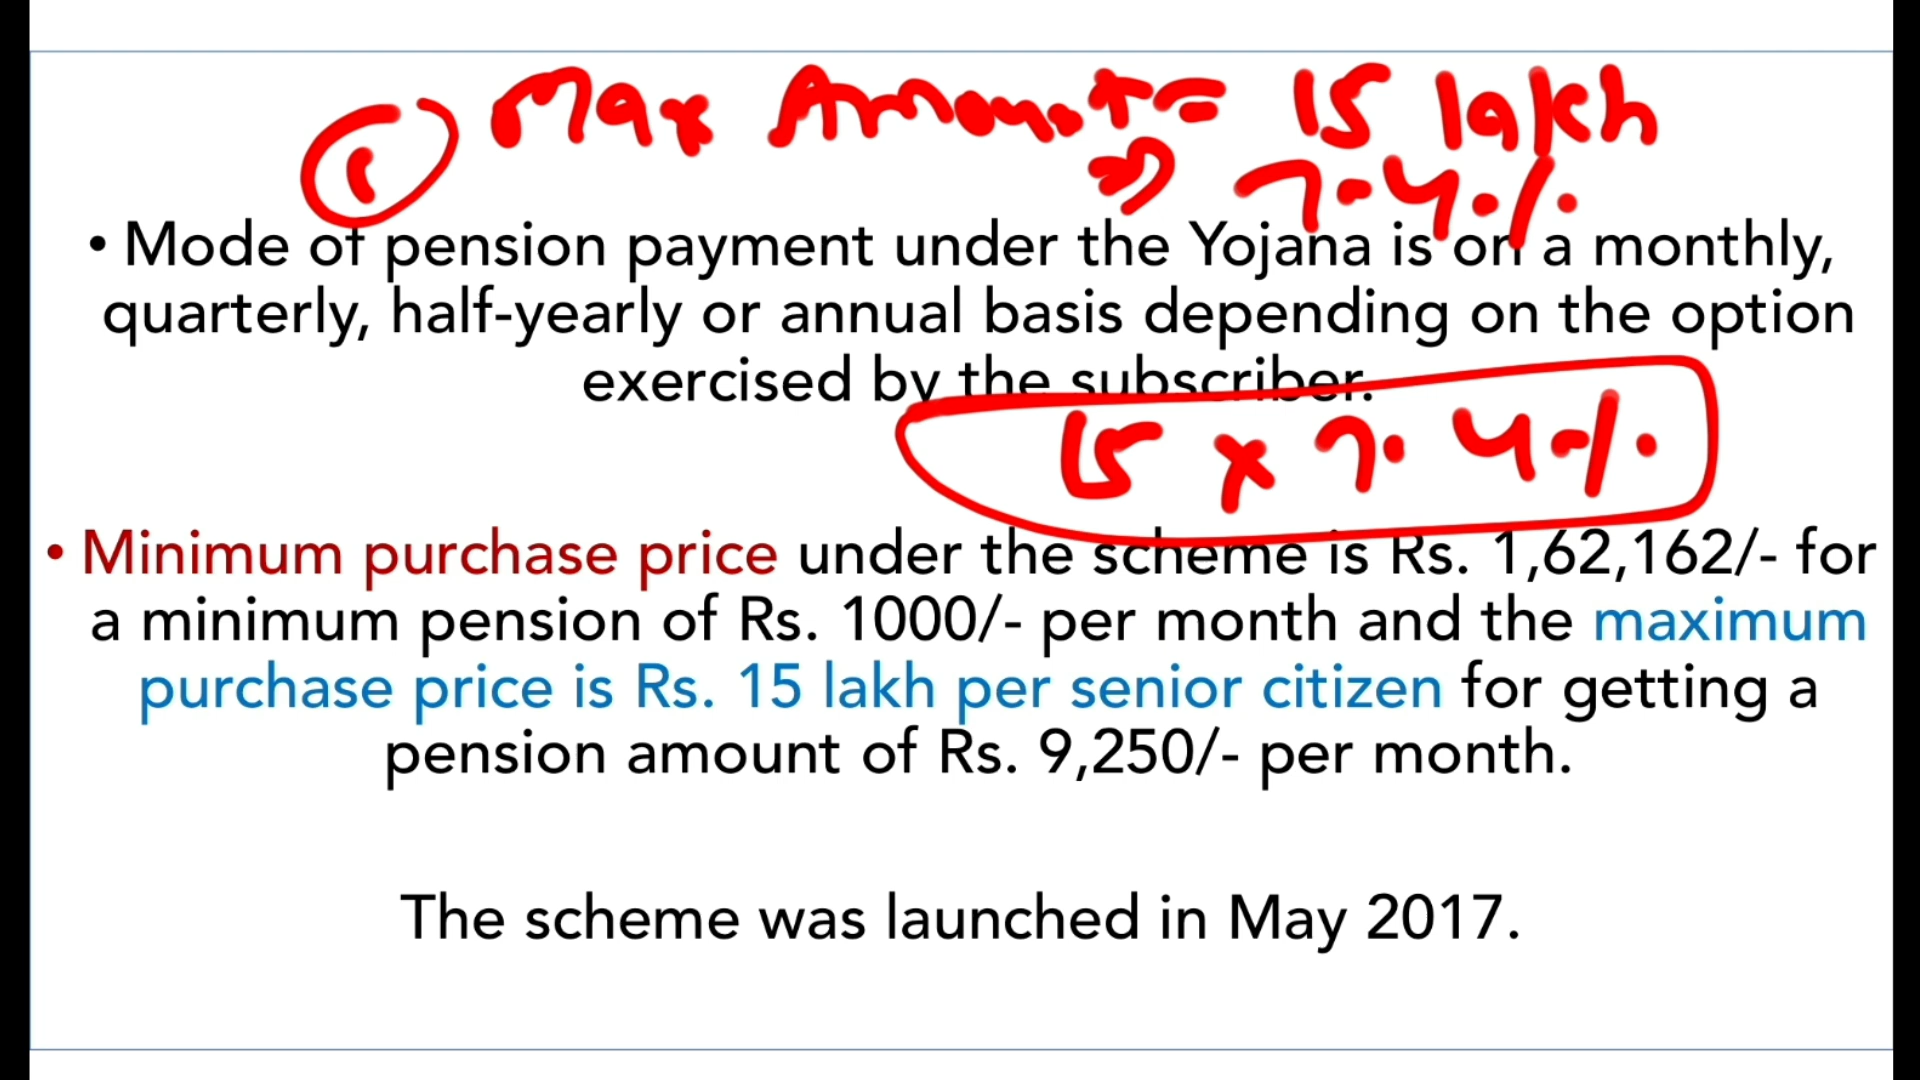 ① Max Amount = 15 lakh
⇒ 7.4%
• Mode of pension payment under the Yojana is on a monthly,
quarterly, half-yearly or annual basis depending on the option
exercised by the subscriber.
15 x 7.4%
• Minimum purchase price under the scheme is Rs. 1,62,162/- for
a minimum pension of Rs. 1000/- per month and the maximum
purchase price is Rs. 15 lakh per senior citizen for getting a
pension amount of Rs. 9,250/- per month.
The scheme was launched in May 2017.